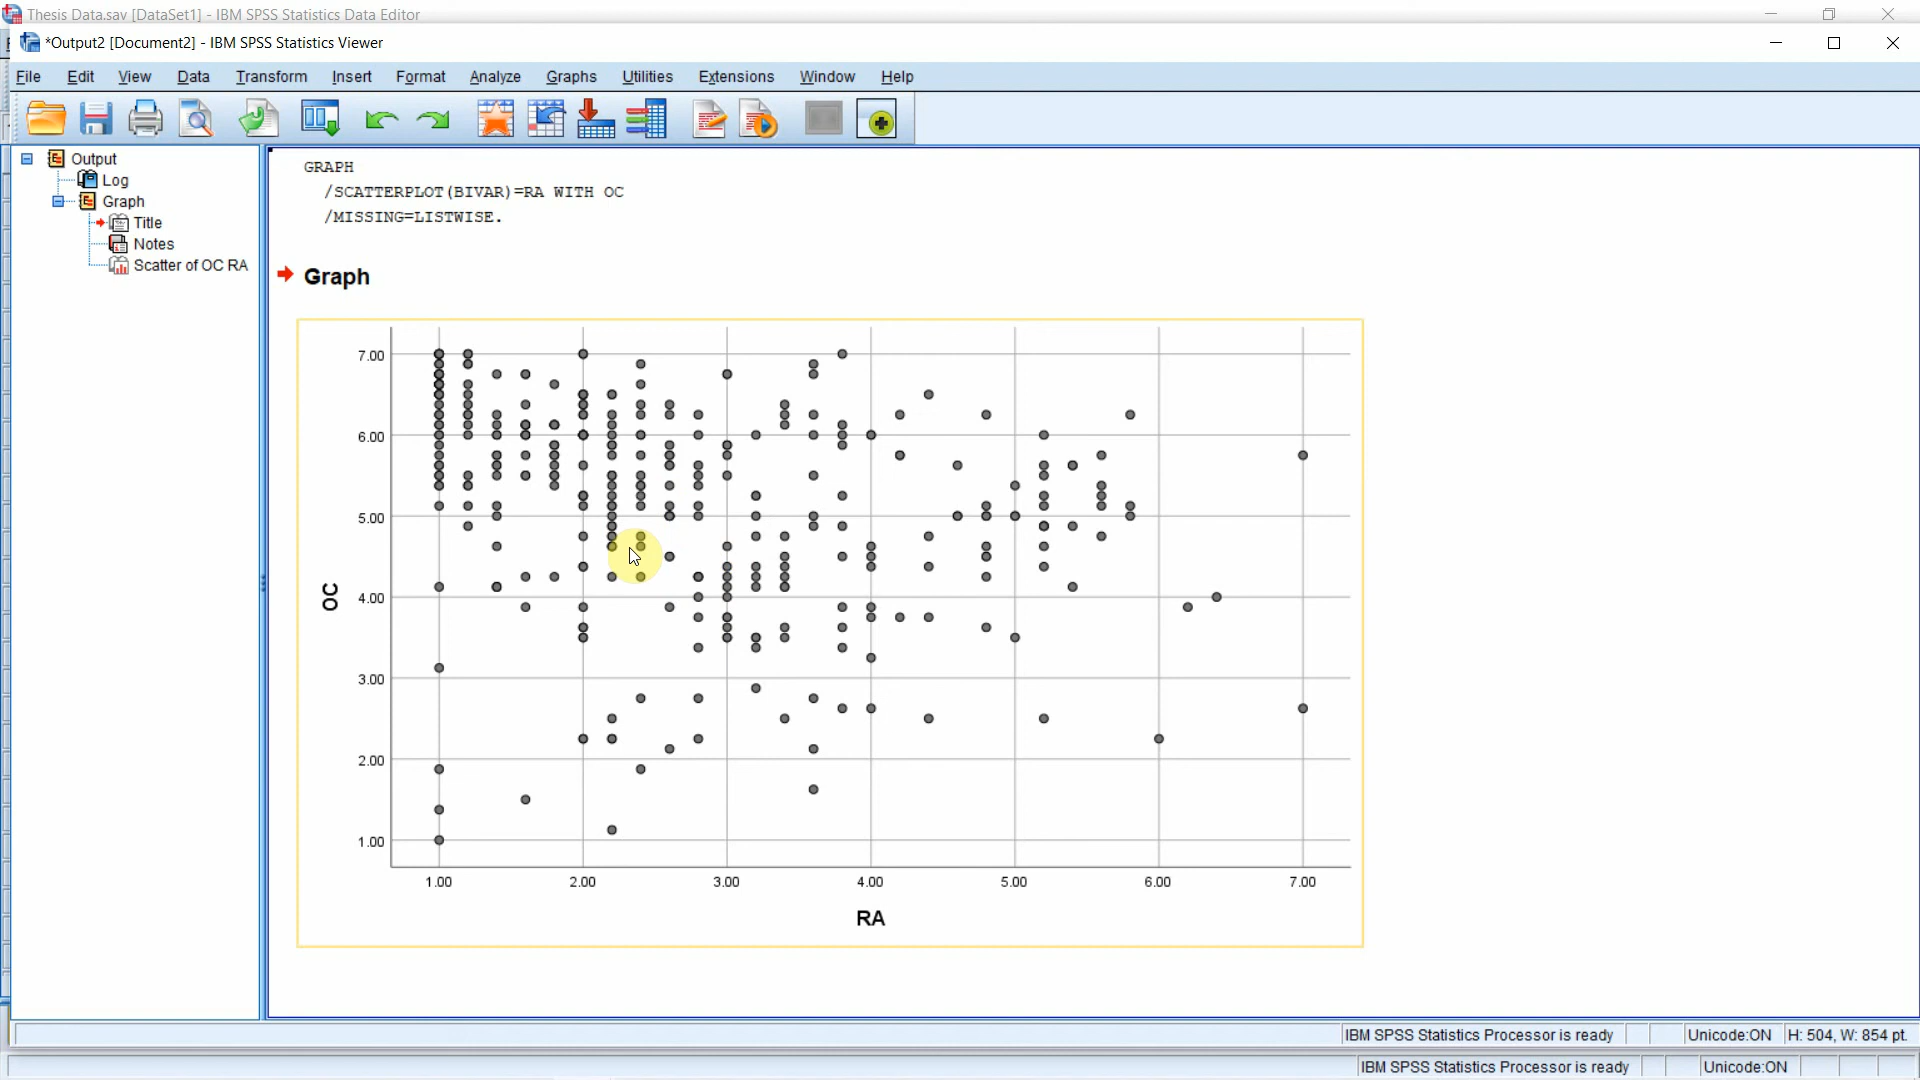 Thesis Data.sav [DataSet1] - IBM SPSS Statistics Data Editor
*Output2 [Document2] - IBM SPSS Statistics Viewer
File Edit View Data Transform Insert Format Analyze Graphs Utilities Extensions Window Help
Output
Log
Graph
Title
Notes
Scatter of OC RA
GRAPH
/SCATTERPLOT(BIVAR)=RA WITH OC
/MISSING=LISTWISE.
Graph
7.00
6.00
5.00
4.00
3.00
2.00
1.00
OC
1.00 2.00 3.00 4.00 5.00 6.00 7.00
RA
IBM SPSS Statistics Processor is ready Unicode:ON H: 504, W: 854 pt.
IBM SPSS Statistics Processor is ready Unicode:ON